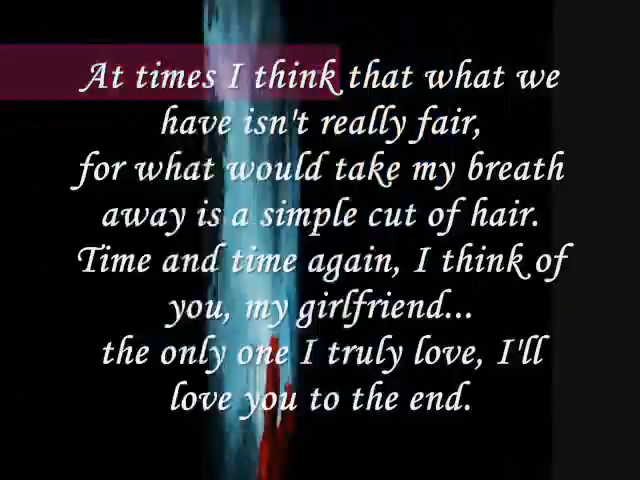 At times I think that what we
have isn't really fair,
for what would take my breath
away is a simple cut of hair.
Time and time again, I think of
you, my girlfriend...
the only one I truly love, I'll
love you to the end.